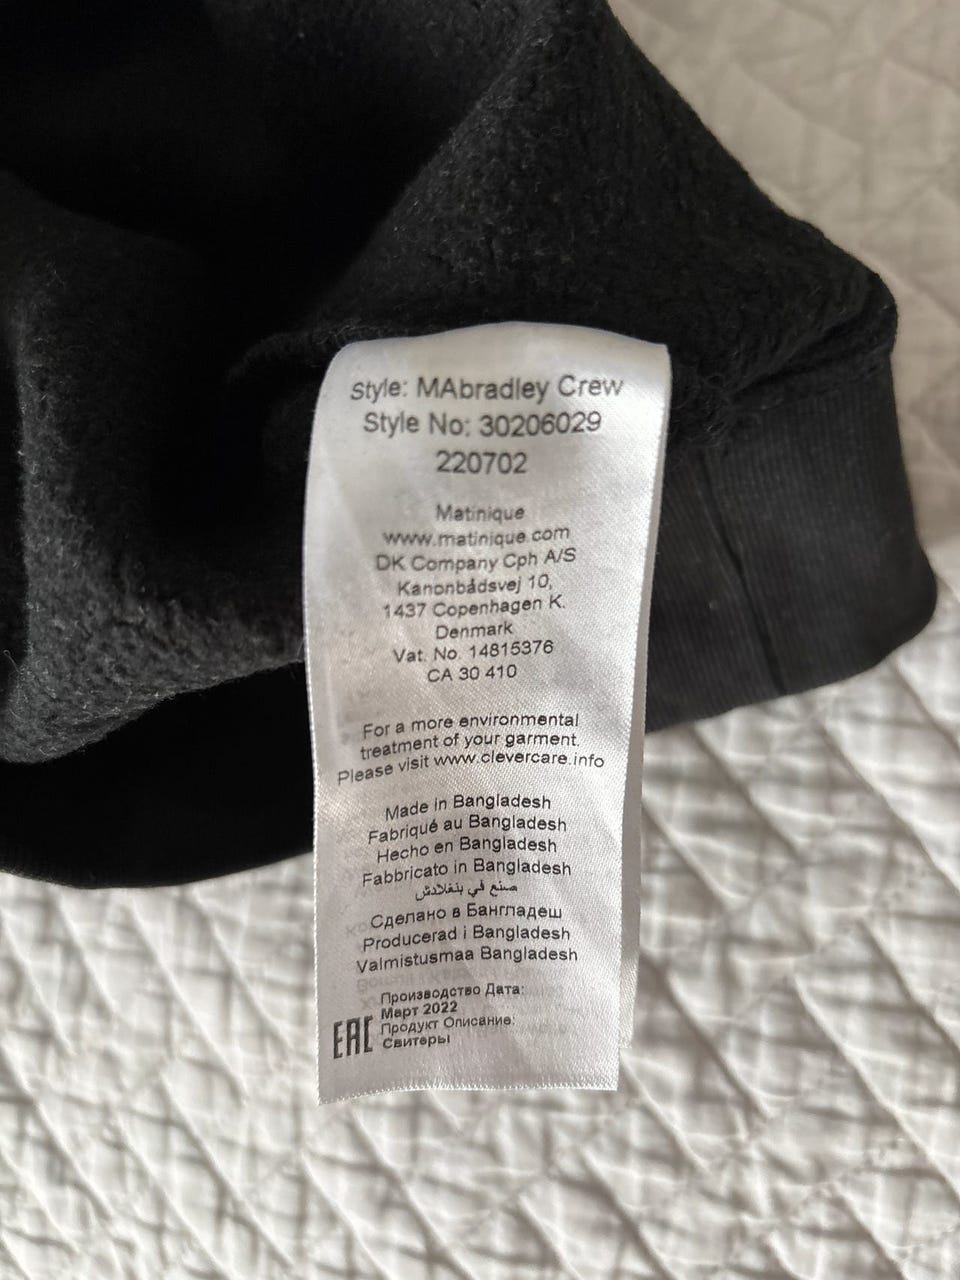 Style: MAbradley Crew
Style No: 30206029
220702
Matinique
www.matinique.com
DK Company Cph A/S
Kanonbådsvej 10,
1437 Copenhagen K.
Denmark
Vat. No. 14815376
CA 30 410
For a more environmental
treatment of your garment.
Please visit www.clevercare.info
Made in Bangladesh
Fabriqué au Bangladesh
Hecho en Bangladesh
Fabbricato in Bangladesh
صنع في بنغلادش
Сделано в Бангладеш
Producerad i Bangladesh
Valmistusmaa Bangladesh
Производство Дата:
Март 2022
Продукт Описание:
Свитеры
EAC